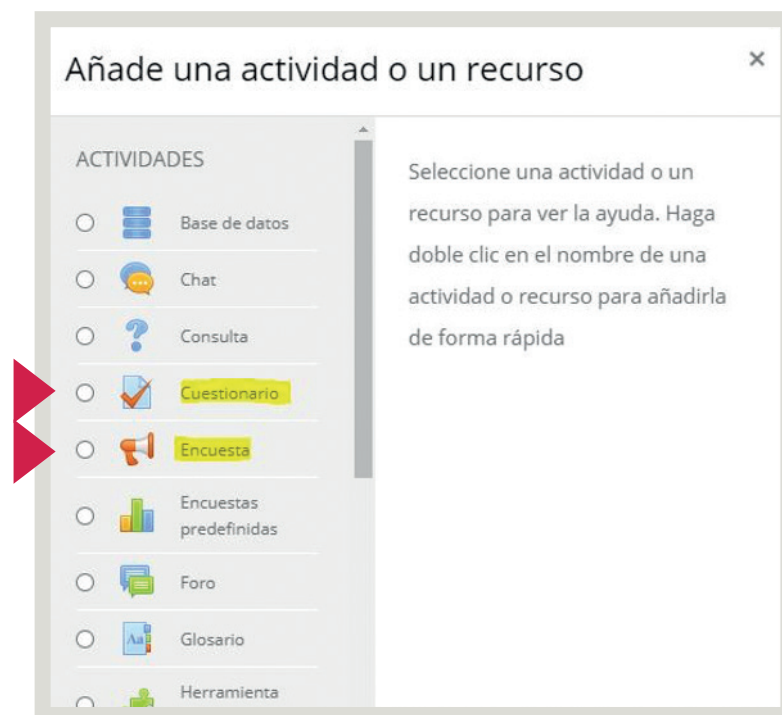 Añade una actividad o un recurso
×
ACTIVIDADES
Base de datos
Chat
Consulta
Cuestionario
Encuesta
Encuestas
predefinidas
Foro
Aa
Glosario
Herramienta
Seleccione una actividad o un
recurso para ver la ayuda. Haga
doble clic en el nombre de una
actividad o recurso para añadirla
de forma rápida